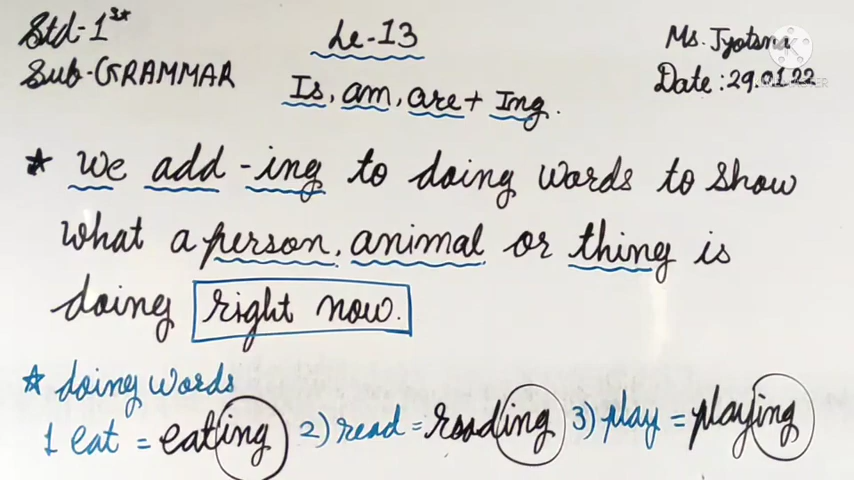 Std-1st
Le-13
Ms. Jyotsna
Sub-GRAMMAR
Date : 29.01.22
Is, am, are + Ing.
* we add -ing to doing words to show
what a person, animal or thing is
doing right now.
* doing words
1 eat = eating 2) read = reading 3) play = playing